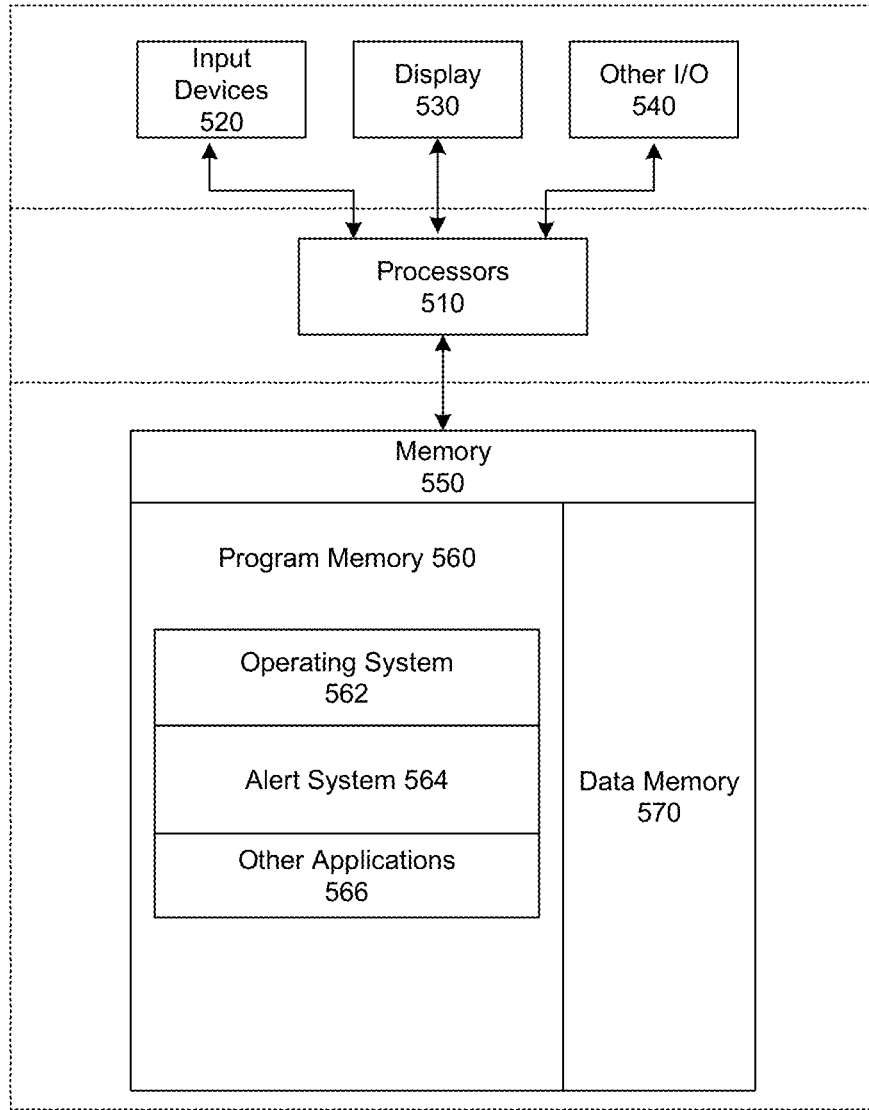 Input
Devices
520
Display
530
Other I/O
540
Processors
510
Memory
550
Program Memory 560
Operating System
562
Alert System 564
Other Applications
566
Data Memory
570